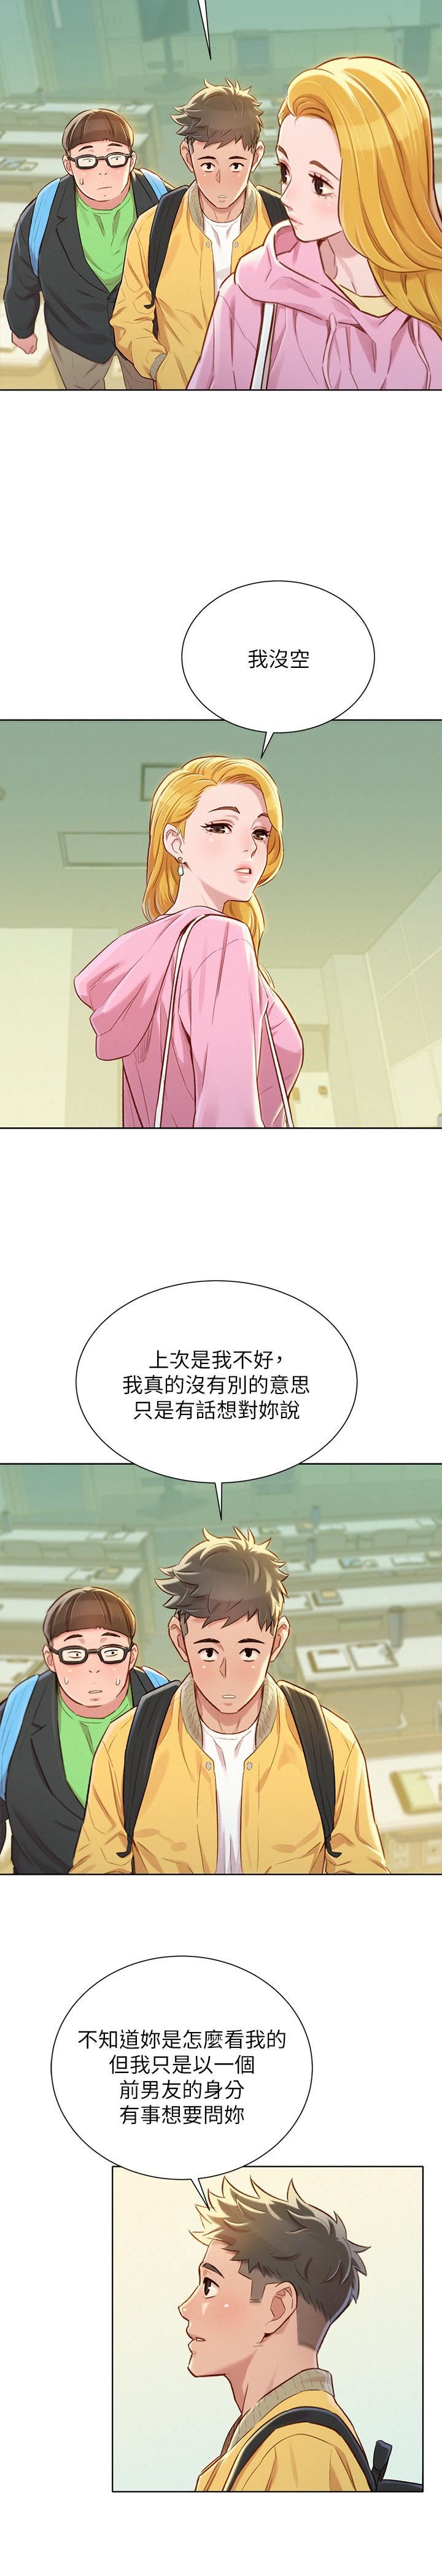 我沒空
上次是我不好，
我真的沒有別的意思
只是有話想對妳說
不知道妳是怎麼看我的
但我只是以一個
前男友的身分
有事想要問妳